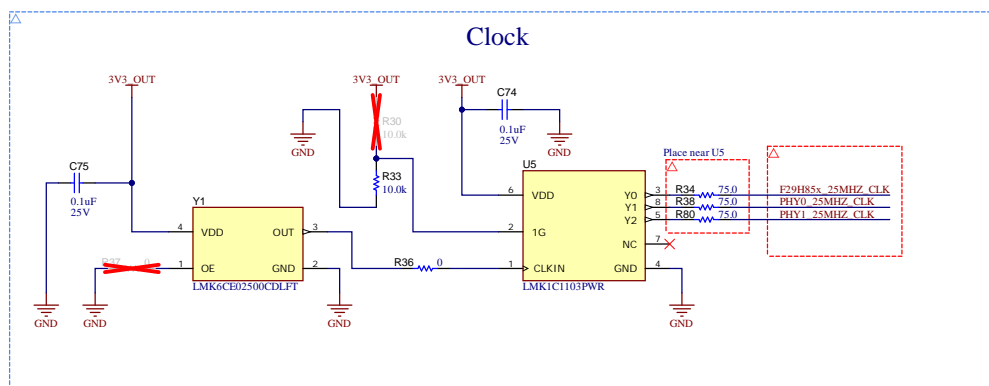 Clock
3V3_OUT
3V3_OUT
3V3_OUT
C74
0.1uF
25V
GND
R30
10.0k
GND
R33
10.0k
C75
0.1uF
25V
U5
Place near U5
6 VDD Y0 3 R34 75.0 F29H85x_25MHZ_CLK
Y1 8 R38 75.0 PHY0_25MHZ_CLK
Y2 5 R80 75.0 PHY1_25MHZ_CLK
2 1G
NC 7
1 CLKIN GND 4
LMK1C1103PWR
Y1
4 VDD OUT 3
R37 0 1 OE GND 2
LMK6CE02500CDLFT
R36 0
GND
GND
GND
GND